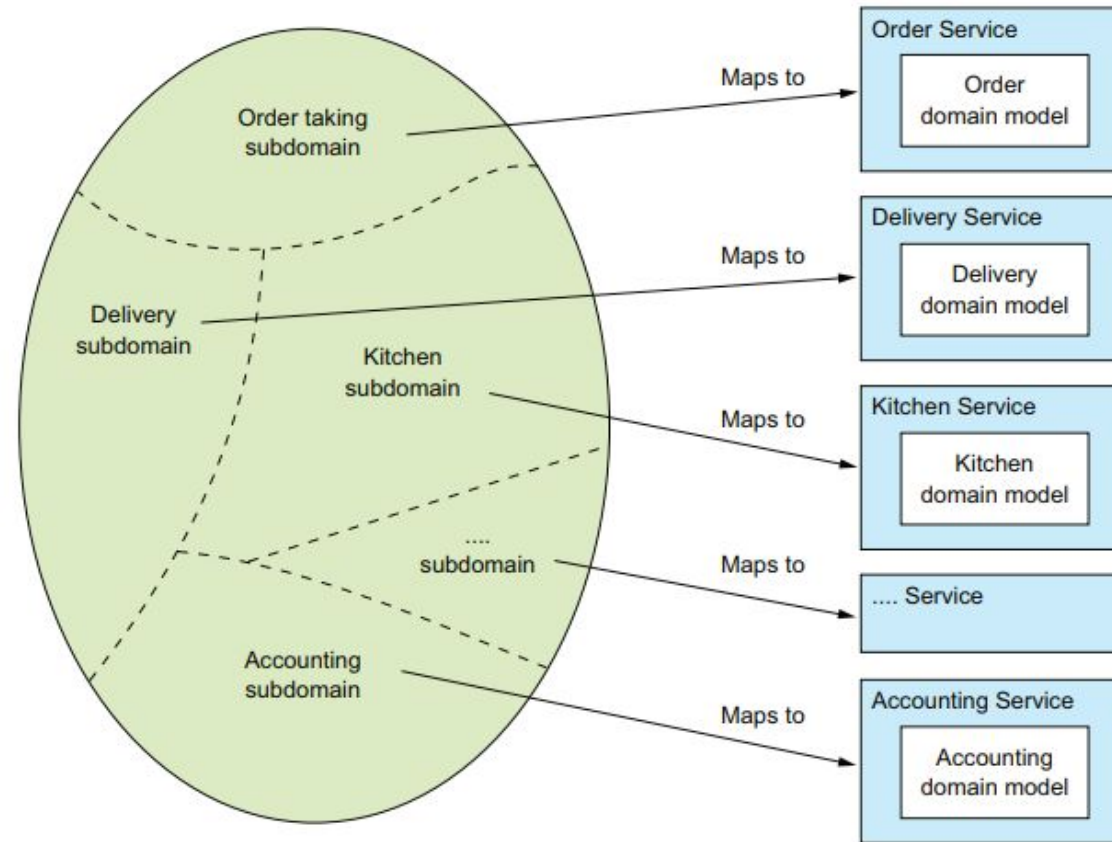 Order Service
Maps to
Order
domain model
Order taking
subdomain
Delivery Service
Maps to
Delivery
domain model
Delivery
subdomain
Kitchen
subdomain
Kitchen Service
Maps to
Kitchen
domain model
....
subdomain
Maps to
.... Service
Accounting
subdomain
Accounting Service
Maps to
Accounting
domain model